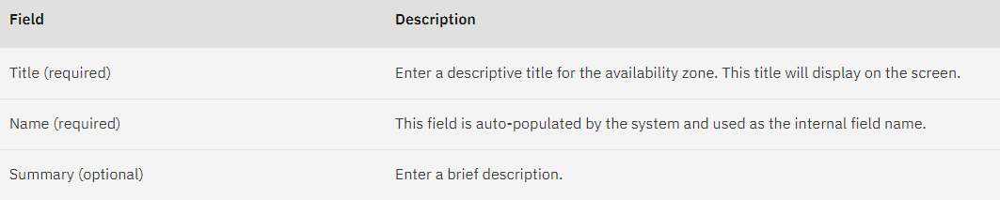 Field Description
Title (required) Enter a descriptive title for the availability zone. This title will display on the screen.
Name (required) This field is auto-populated by the system and used as the internal field name.
Summary (optional) Enter a brief description.